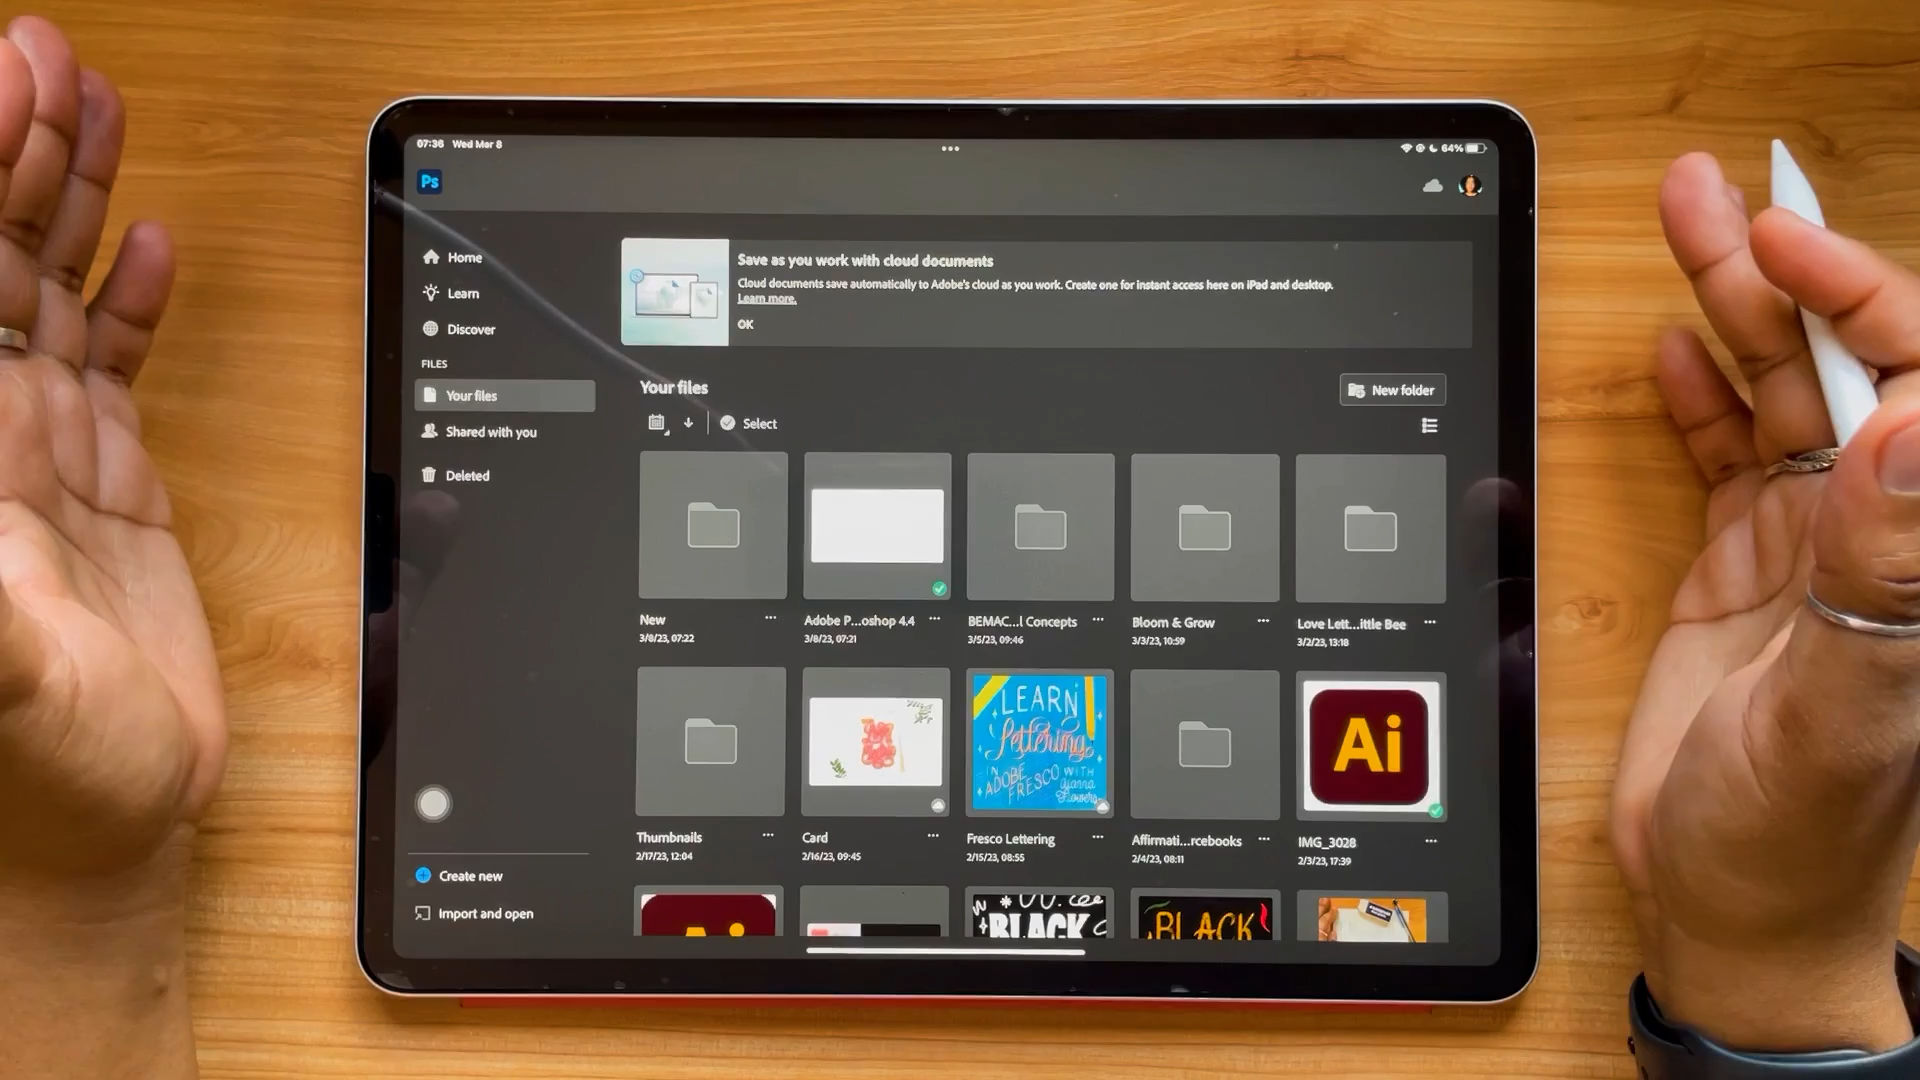 07:36 Wed Mar 8
64%
Ps
Home
Learn
Discover
FILES
Your files
Shared with you
Deleted
Create new
Import and open
Save as you work with cloud documents
Cloud documents save automatically to Adobe's cloud as you work. Create one for instant access here on iPad and desktop.
Learn more.
OK
Your files
New folder
Select
New
3/8/23, 07:22
Adobe P...oshop 4.4
3/8/23, 07:21
BEMAC...l Concepts
3/5/23, 09:46
Bloom & Grow
3/3/23, 10:59
Love Lett...ittle Bee
3/2/23, 13:18
LEARN
Lettering
IN ADOBE
FRESCO WITH
Ai
Thumbnails
2/17/23, 12:04
Card
2/16/23, 09:45
Fresco Lettering
2/15/23, 08:55
Affirmati...rcebooks
2/4/23, 08:11
IMG_3028
2/3/23, 17:39
Ai
BLACK
BLACK